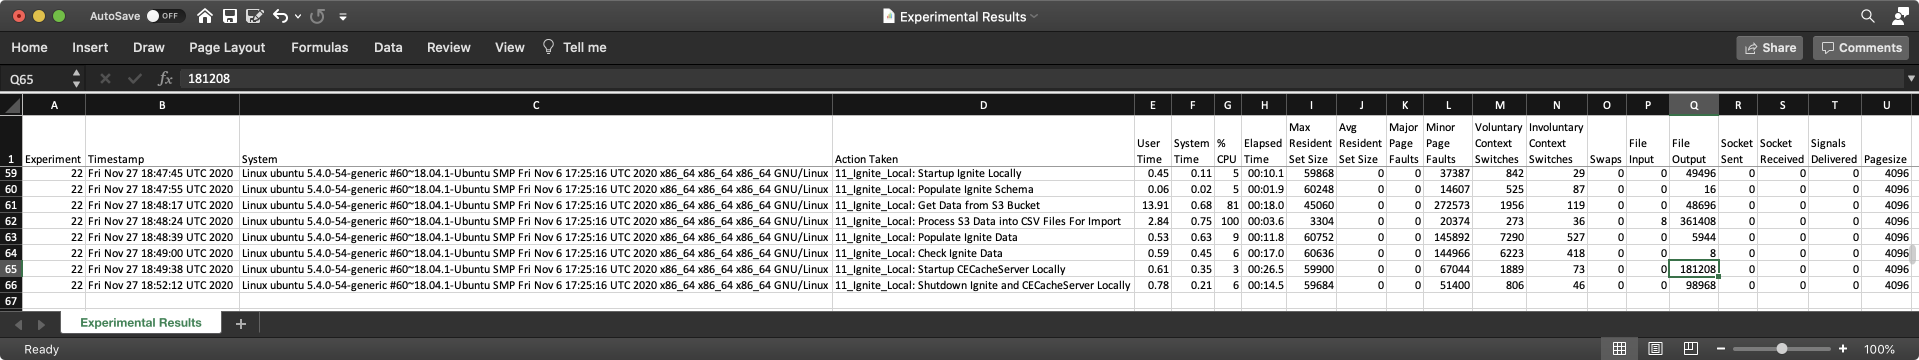 AutoSave OFF Experimental Results
Home Insert Draw Page Layout Formulas Data Review View Tell me Share Comments
Q65 fx 181208
A B C D E F G H I J K L M N O P Q R S T U
1 Experiment Timestamp System Action Taken User Time System Time % CPU Elapsed Time Max Resident Set Size Avg Resident Set Size Major Page Faults Minor Page Faults Voluntary Context Switches Involuntary Context Switches Swaps File Input File Output Socket Sent Socket Received Signals Delivered Pagesize
59 22 Fri Nov 27 18:47:45 UTC 2020 Linux ubuntu 5.4.0-54-generic #60~18.04.1-Ubuntu SMP Fri Nov 6 17:25:16 UTC 2020 x86_64 x86_64 x86_64 GNU/Linux 11_Ignite_Local: Startup Ignite Locally 0.45 0.11 5 00:10.1 59868 0 0 37387 842 29 0 0 49496 0 0 0 4096
60 22 Fri Nov 27 18:47:55 UTC 2020 Linux ubuntu 5.4.0-54-generic #60~18.04.1-Ubuntu SMP Fri Nov 6 17:25:16 UTC 2020 x86_64 x86_64 x86_64 GNU/Linux 11_Ignite_Local: Populate Ignite Schema 0.06 0.02 5 00:01.9 60248 0 0 14607 525 87 0 0 16 0 0 0 4096
61 22 Fri Nov 27 18:48:17 UTC 2020 Linux ubuntu 5.4.0-54-generic #60~18.04.1-Ubuntu SMP Fri Nov 6 17:25:16 UTC 2020 x86_64 x86_64 x86_64 GNU/Linux 11_Ignite_Local: Get Data from S3 Bucket 13.91 0.68 81 00:18.0 45060 0 0 272573 1956 119 0 0 48696 0 0 0 4096
62 22 Fri Nov 27 18:48:24 UTC 2020 Linux ubuntu 5.4.0-54-generic #60~18.04.1-Ubuntu SMP Fri Nov 6 17:25:16 UTC 2020 x86_64 x86_64 x86_64 GNU/Linux 11_Ignite_Local: Process S3 Data into CSV Files For Import 2.84 0.75 100 00:03.6 3304 0 0 20374 273 36 0 8 361408 0 0 0 4096
63 22 Fri Nov 27 18:48:39 UTC 2020 Linux ubuntu 5.4.0-54-generic #60~18.04.1-Ubuntu SMP Fri Nov 6 17:25:16 UTC 2020 x86_64 x86_64 x86_64 GNU/Linux 11_Ignite_Local: Populate Ignite Data 0.53 0.63 9 00:11.8 60752 0 0 145892 7290 527 0 0 5944 0 0 0 4096
64 22 Fri Nov 27 18:49:00 UTC 2020 Linux ubuntu 5.4.0-54-generic #60~18.04.1-Ubuntu SMP Fri Nov 6 17:25:16 UTC 2020 x86_64 x86_64 x86_64 GNU/Linux 11_Ignite_Local: Check Ignite Data 0.59 0.45 6 00:17.0 60636 0 0 144966 6223 418 0 0 8 0 0 0 4096
65 22 Fri Nov 27 18:49:38 UTC 2020 Linux ubuntu 5.4.0-54-generic #60~18.04.1-Ubuntu SMP Fri Nov 6 17:25:16 UTC 2020 x86_64 x86_64 x86_64 GNU/Linux 11_Ignite_Local: Startup CECacheServer Locally 0.61 0.35 3 00:26.5 59900 0 0 67044 1889 73 0 0 181208 0 0 0 4096
66 22 Fri Nov 27 18:52:12 UTC 2020 Linux ubuntu 5.4.0-54-generic #60~18.04.1-Ubuntu SMP Fri Nov 6 17:25:16 UTC 2020 x86_64 x86_64 x86_64 GNU/Linux 11_Ignite_Local: Shutdown Ignite and CECacheServer Locally 0.78 0.21 6 00:14.5 59684 0 0 51400 806 46 0 0 98968 0 0 0 4096
67
Experimental Results +
Ready 100%